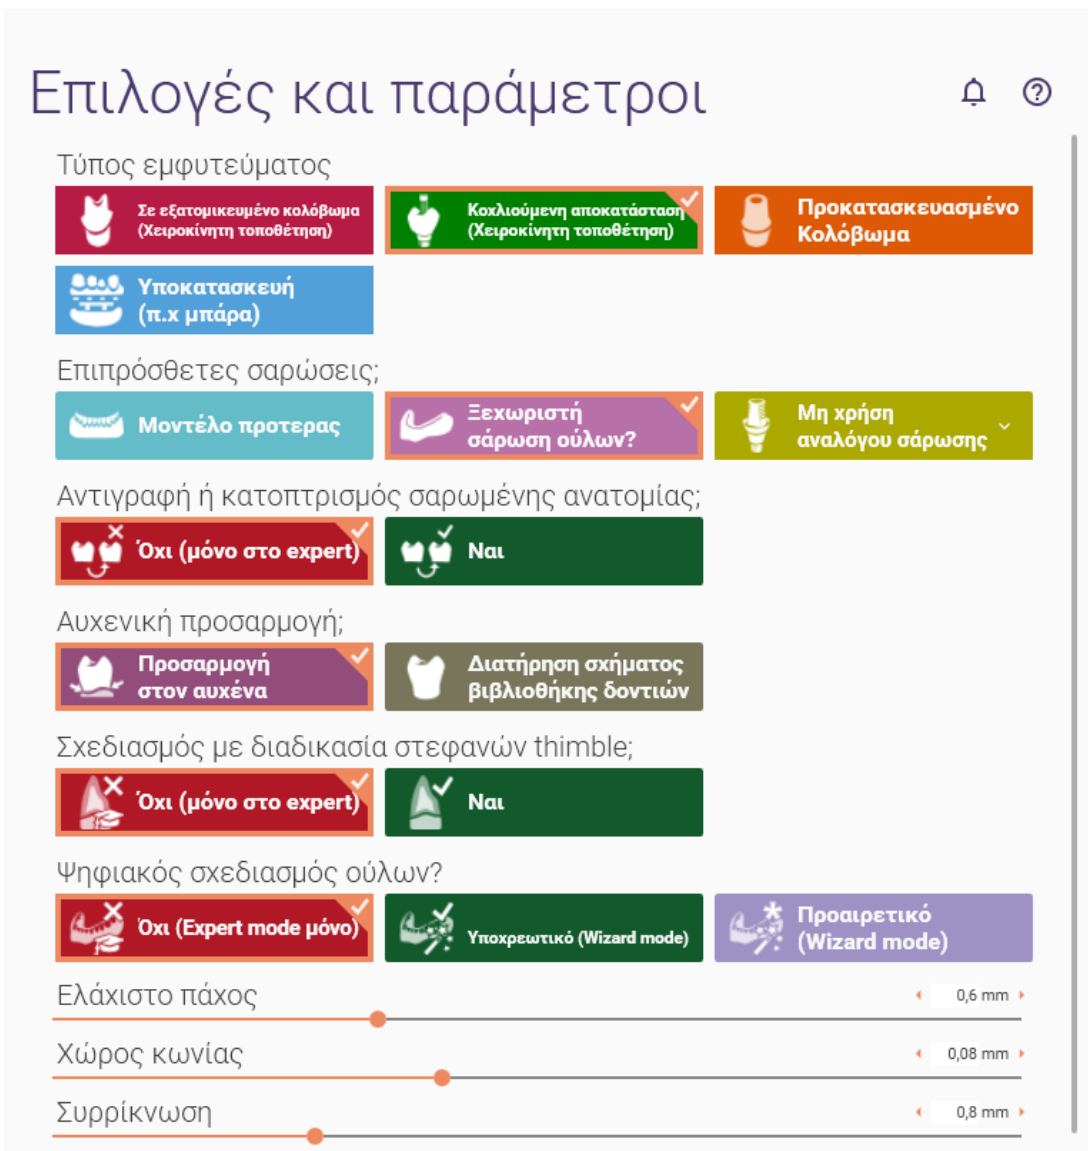 Επιλογές και παράμετροι
Τύπος εμφυτεύματος
Σε εξατομικευμένο κολόβωμα
(Χειροκίνητη τοποθέτηση)
Κοχλιούμενη αποκατάσταση
(Χειροκίνητη τοποθέτηση)
Προκατασκευασμένο
Κολόβωμα
Υποκατασκευή
(π.χ μπάρα)
Επιπρόσθετες σαρώσεις;
Μοντέλο προτερας
Ξεχωριστή
σάρωση ούλων?
Μη χρήση
αναλόγου σάρωσης
Αντιγραφή ή κατοπτρισμός σαρωμένης ανατομίας;
Όχι (μόνο στο expert)
Ναι
Αυχενική προσαρμογή;
Προσαρμογή
στον αυχένα
Διατήρηση σχήματος
βιβλιοθήκης δοντιών
Σχεδιασμός με διαδικασία στεφανών thimble;
Όχι (μόνο στο expert)
Ναι
Ψηφιακός σχεδιασμός ούλων?
Όχι (Expert mode μόνο)
Υποχρεωτικό (Wizard mode)
Προαιρετικό
(Wizard mode)
Ελάχιστο πάχος
0,6 mm
Χώρος κωνίας
0,08 mm
Συρρίκνωση
0,8 mm